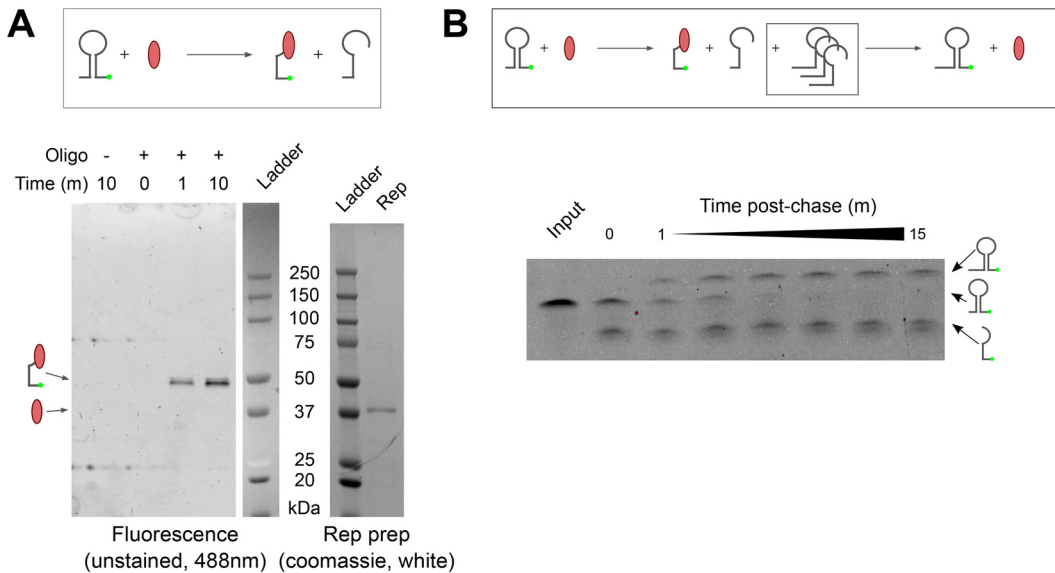 A
+
+
B
+
+
+
+
Oligo - + + +
Time (m) 10 0 1 10
Ladder
Ladder
Rep
250
150
100
75
50
37
25
20
kDa
Fluorescence
(unstained, 488nm)
Rep prep
(coomassie, white)
Input
Time post-chase (m)
0 1 15